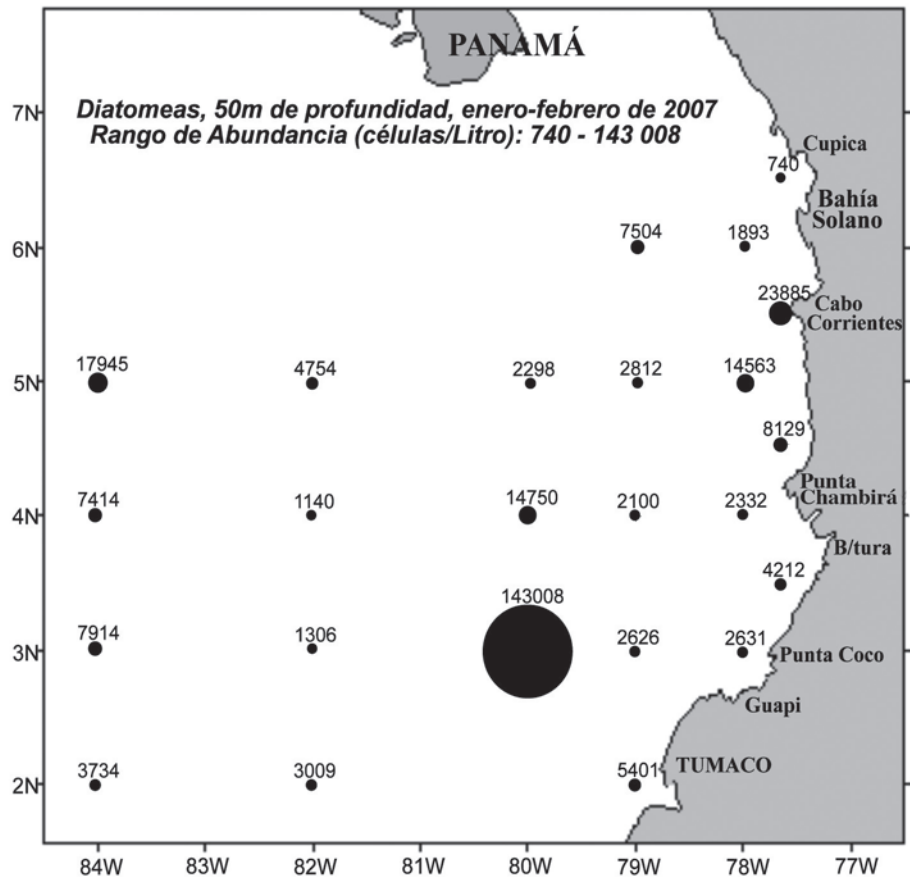 PANAMÁ
7N
Diatomeas, 50m de profundidad, enero-febrero de 2007
Rango de Abundancia (células/Litro): 740 - 143 008
Cupica
740
Bahía
Solano
7504
1893
6N
23885
Cabo
Corrientes
17945
4754
2298
2812
14563
5N
8129
Punta
Chambirá
7414
1140
14750
2100
2332
4N
B/tura
4212
143008
7914
1306
2626
2631
3N
Punta Coco
Guapi
3734
3009
5401
TUMACO
2N
84W
83W
82W
81W
80W
79W
78W
77W